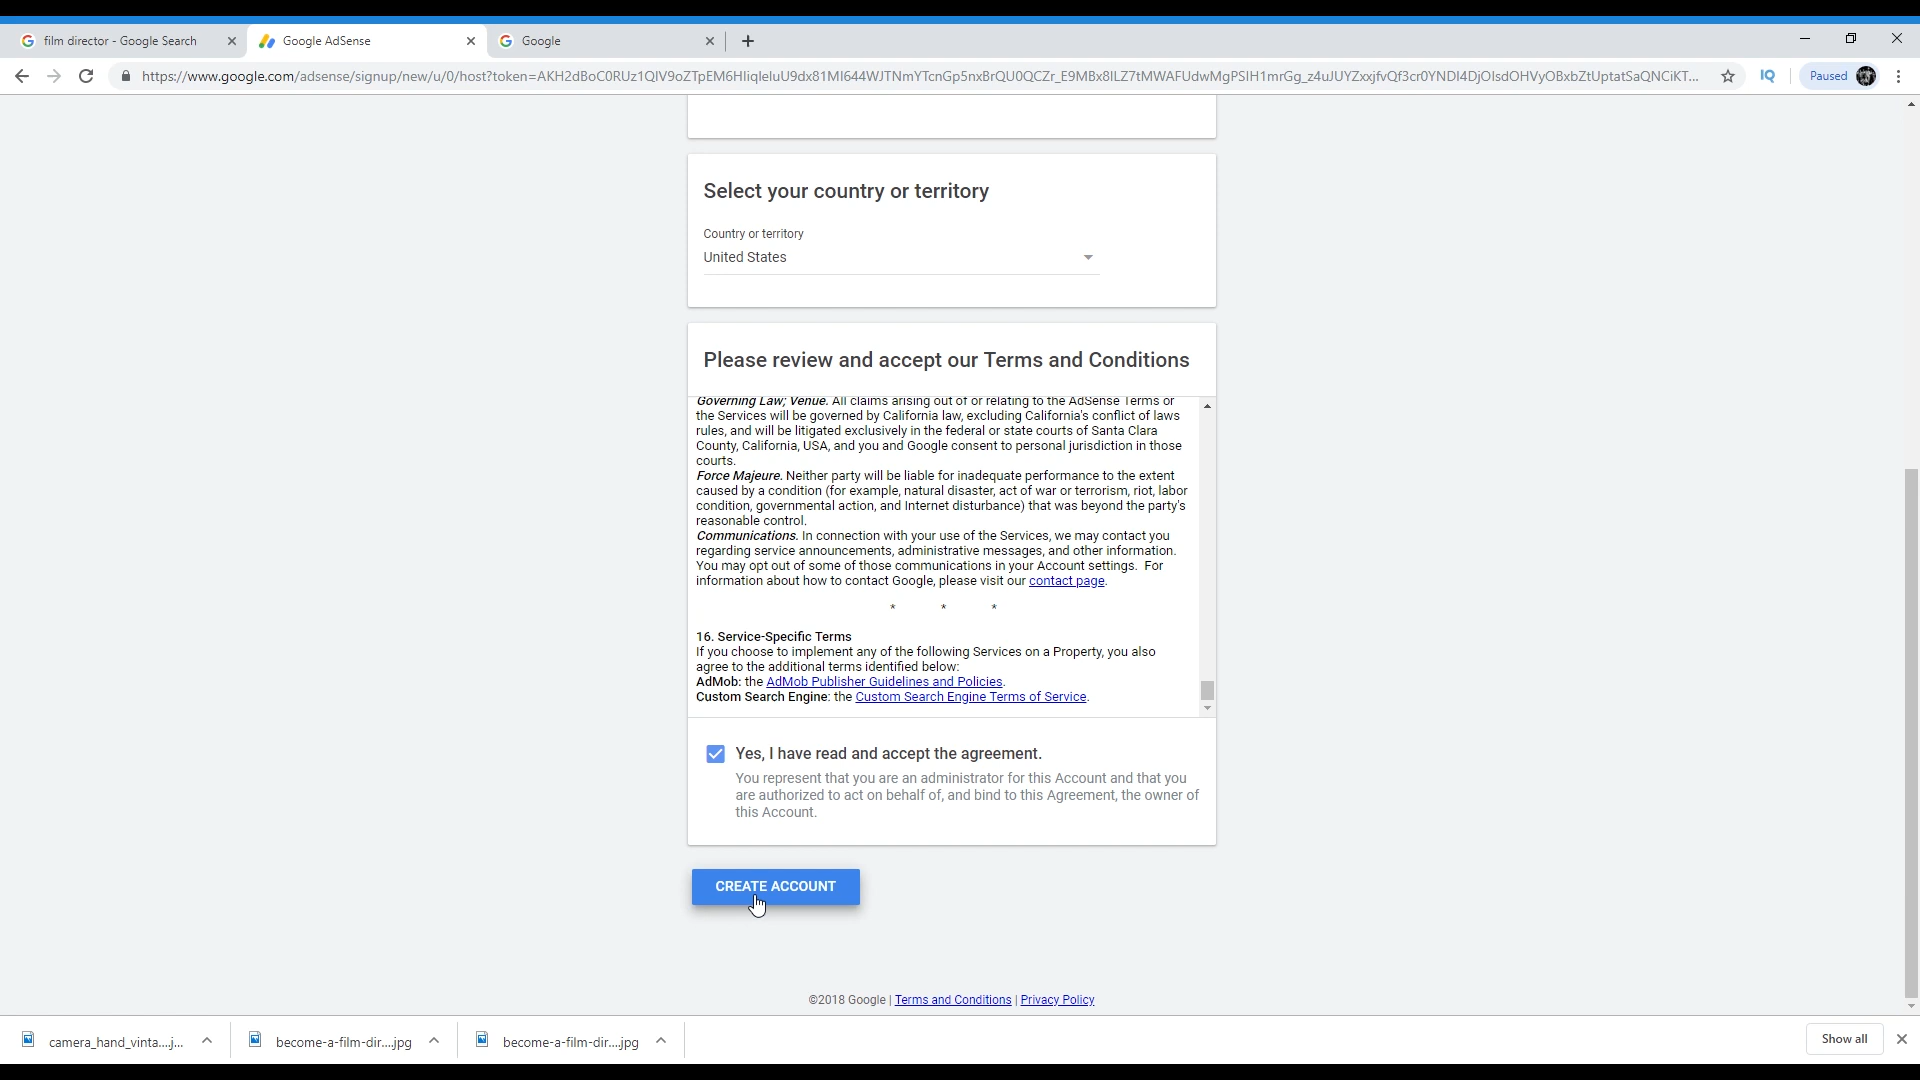 film director - Google Search
Google AdSense
Google
Paused
Select your country or territory
Country or territory
United States
Please review and accept our Terms and Conditions
Governing Law; Venue. All claims arising out of or relating to the AdSense Terms or
the Services will be governed by California law, excluding California's conflict of laws
rules, and will be litigated exclusively in the federal or state courts of Santa Clara
County, California, USA, and you and Google consent to personal jurisdiction in those
courts.
Force Majeure. Neither party will be liable for inadequate performance to the extent
caused by a condition (for example, natural disaster, act of war or terrorism, riot, labor
condition, governmental action, and Internet disturbance) that was beyond the party's
reasonable control.
Communications. In connection with your use of the Services, we may contact you
regarding service announcements, administrative messages, and other information.
You may opt out of some of those communications in your Account settings. For
information about how to contact Google, please visit our contact page.
* * *
16. Service-Specific Terms
If you choose to implement any of the following Services on a Property, you also
agree to the additional terms identified below:
AdMob: the AdMob Publisher Guidelines and Policies.
Custom Search Engine: the Custom Search Engine Terms of Service.
Yes, I have read and accept the agreement.
You represent that you are an administrator for this Account and that you
are authorized to act on behalf of, and bind to this Agreement, the owner of
this Account.
CREATE ACCOUNT
©2018 Google | Terms and Conditions | Privacy Policy
camera_hand_vinta....j...
become-a-film-dir....jpg
become-a-film-dir....jpg
Show all